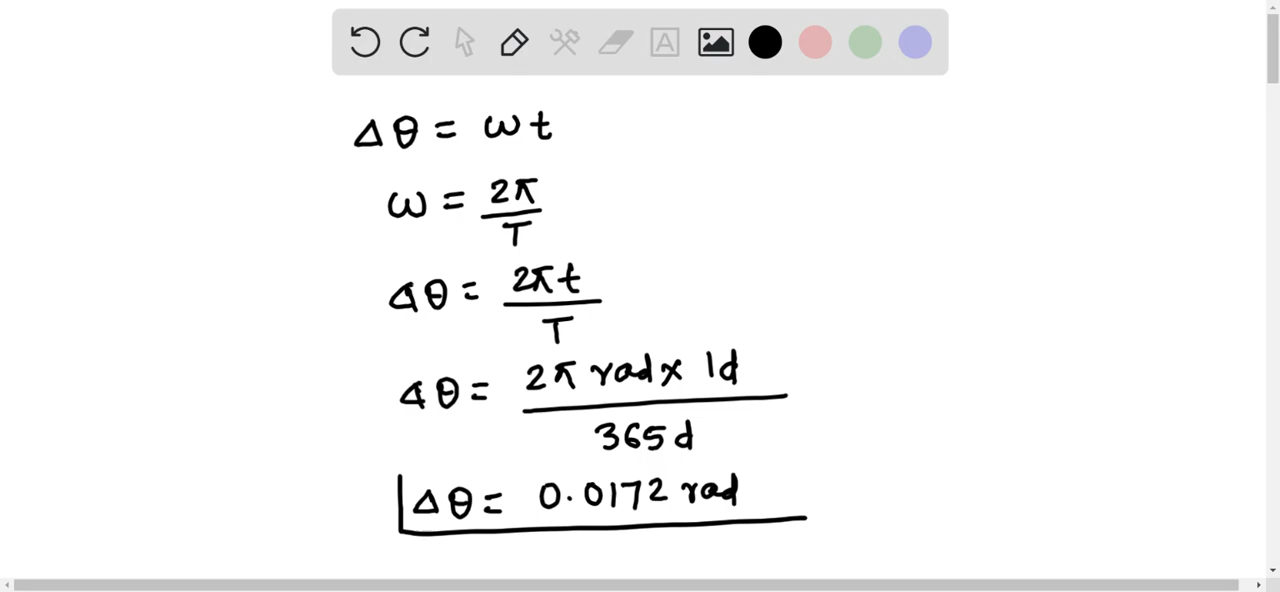 Δθ = ωt
ω = 2π/T
Δθ = 2πt/T
Δθ = 2π rad x 1d/365d
Δθ = 0.0172 rad
A